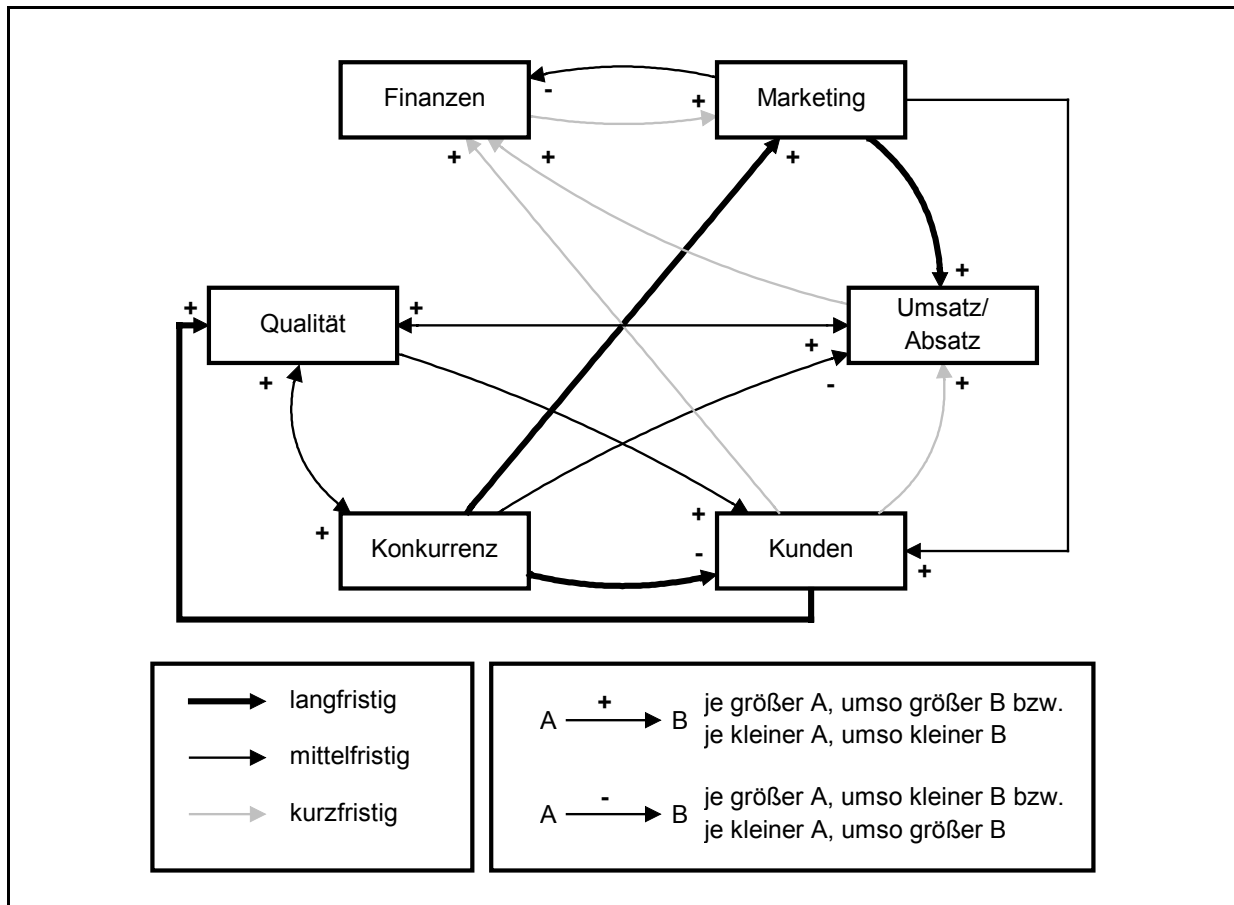 Finanzen
Marketing
-
+
+
+
+
+
+
+
Qualität
Umsatz/
Absatz
+
-
+
+
+
+
-
+
Konkurrenz
Kunden
langfristig
mittelfristig
kurzfristig
A + B je größer A, umso größer B bzw.
je kleiner A, umso kleiner B
A - B je größer A, umso kleiner B bzw.
je kleiner A, umso größer B